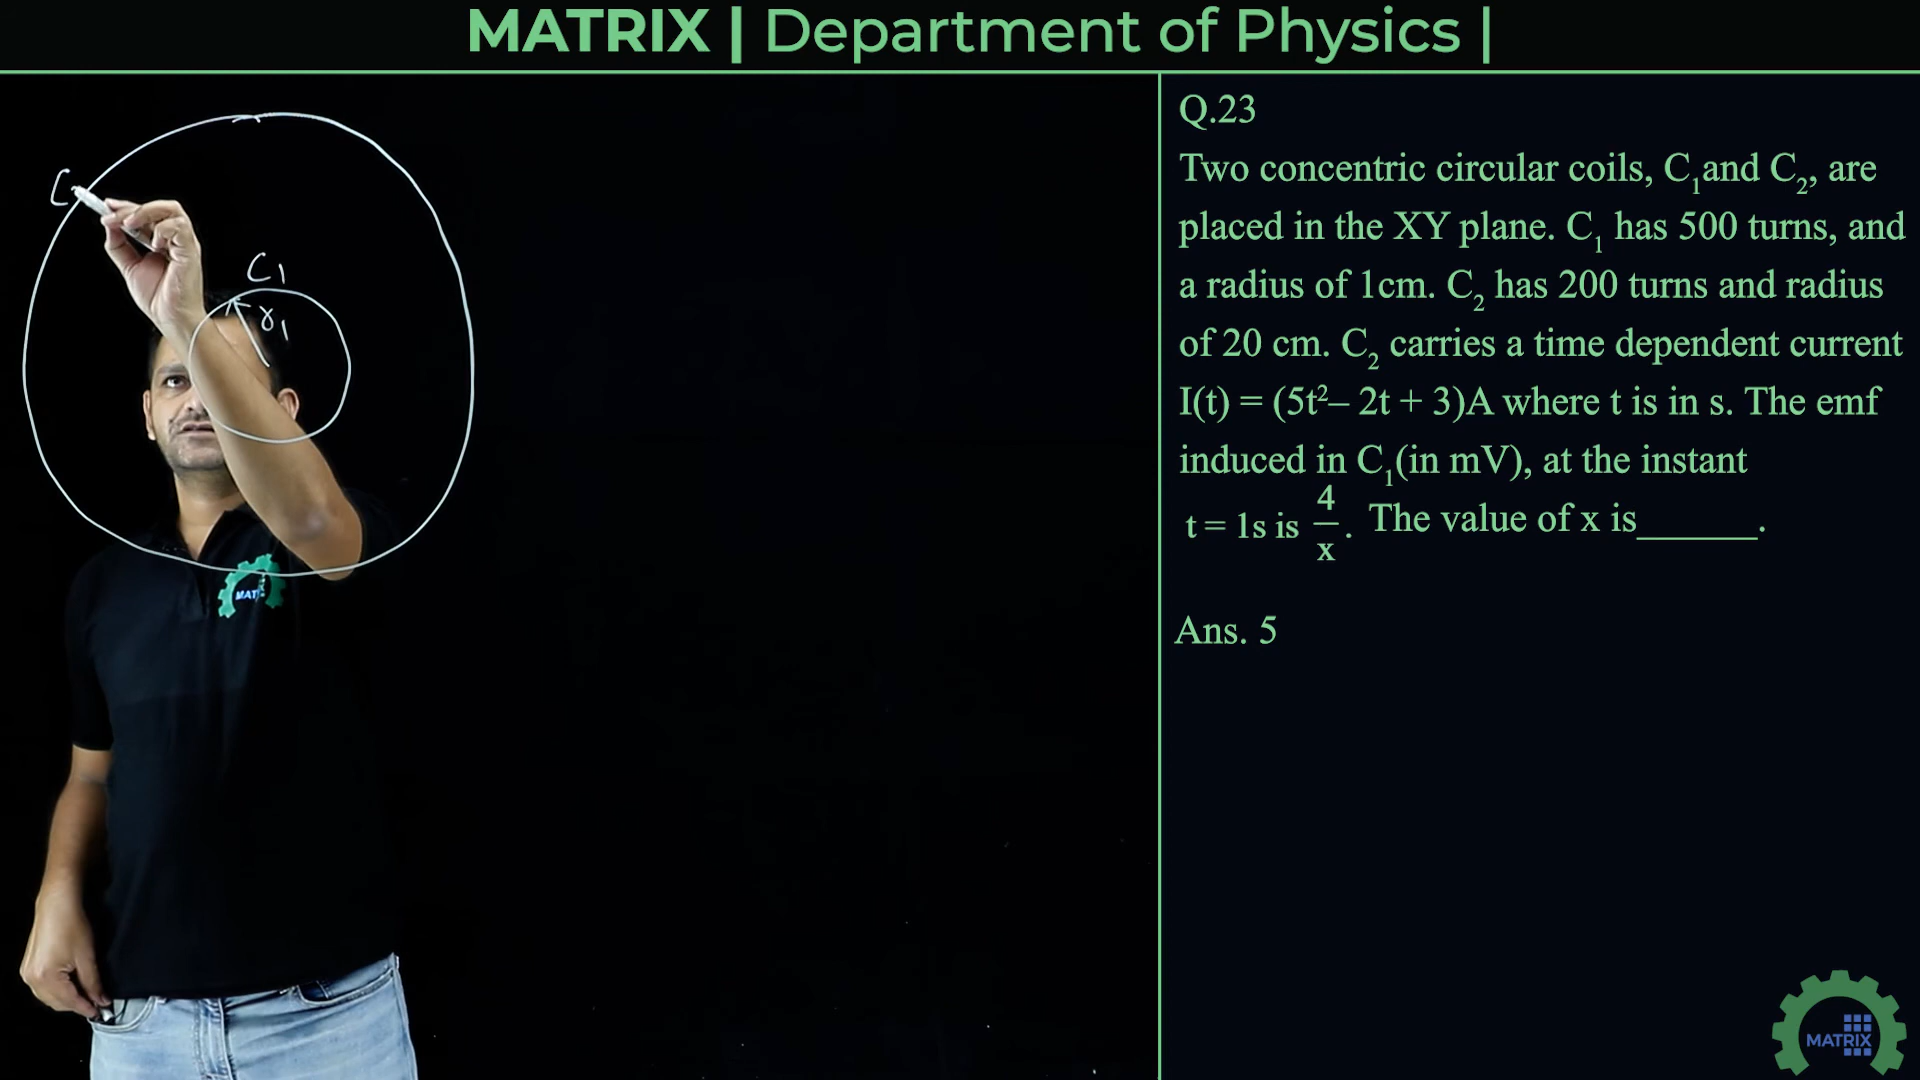 MATRIX | Department of Physics |
C
C₁
r₁
MATRIX
Q.23
Two concentric circular coils, C₁and C₂, are
placed in the XY plane. C₁ has 500 turns, and
a radius of 1cm. C₂ has 200 turns and radius
of 20 cm. C₂ carries a time dependent current
I(t) = (5t²– 2t + 3)A where t is in s. The emf
induced in C₁(in mV), at the instant
t = 1s is 4/x. The value of x is______.
Ans. 5
MATRIX